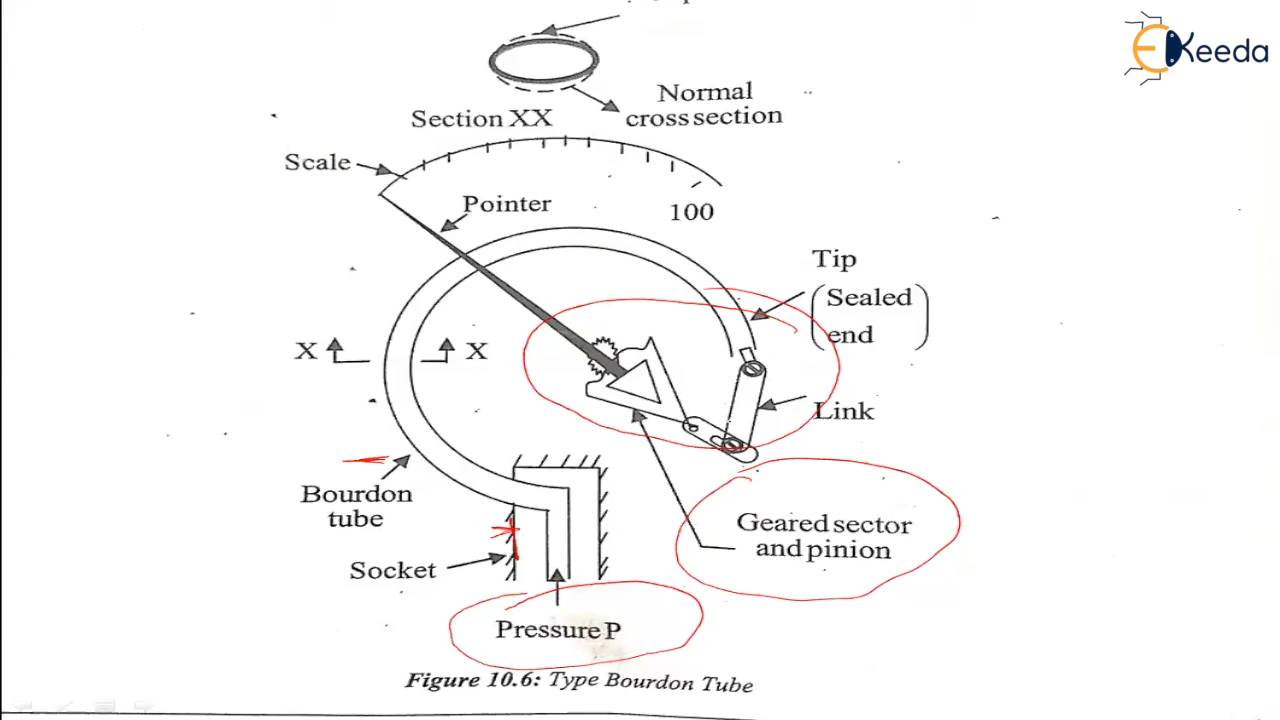 Ekeeda
Normal
cross section
Section XX
Scale
Pointer
100
Tip
Sealed
end
X
X
Link
Bourdon
tube
Geared sector
and pinion
Socket
Pressure P
Figure 10.6: Type Bourdon Tube